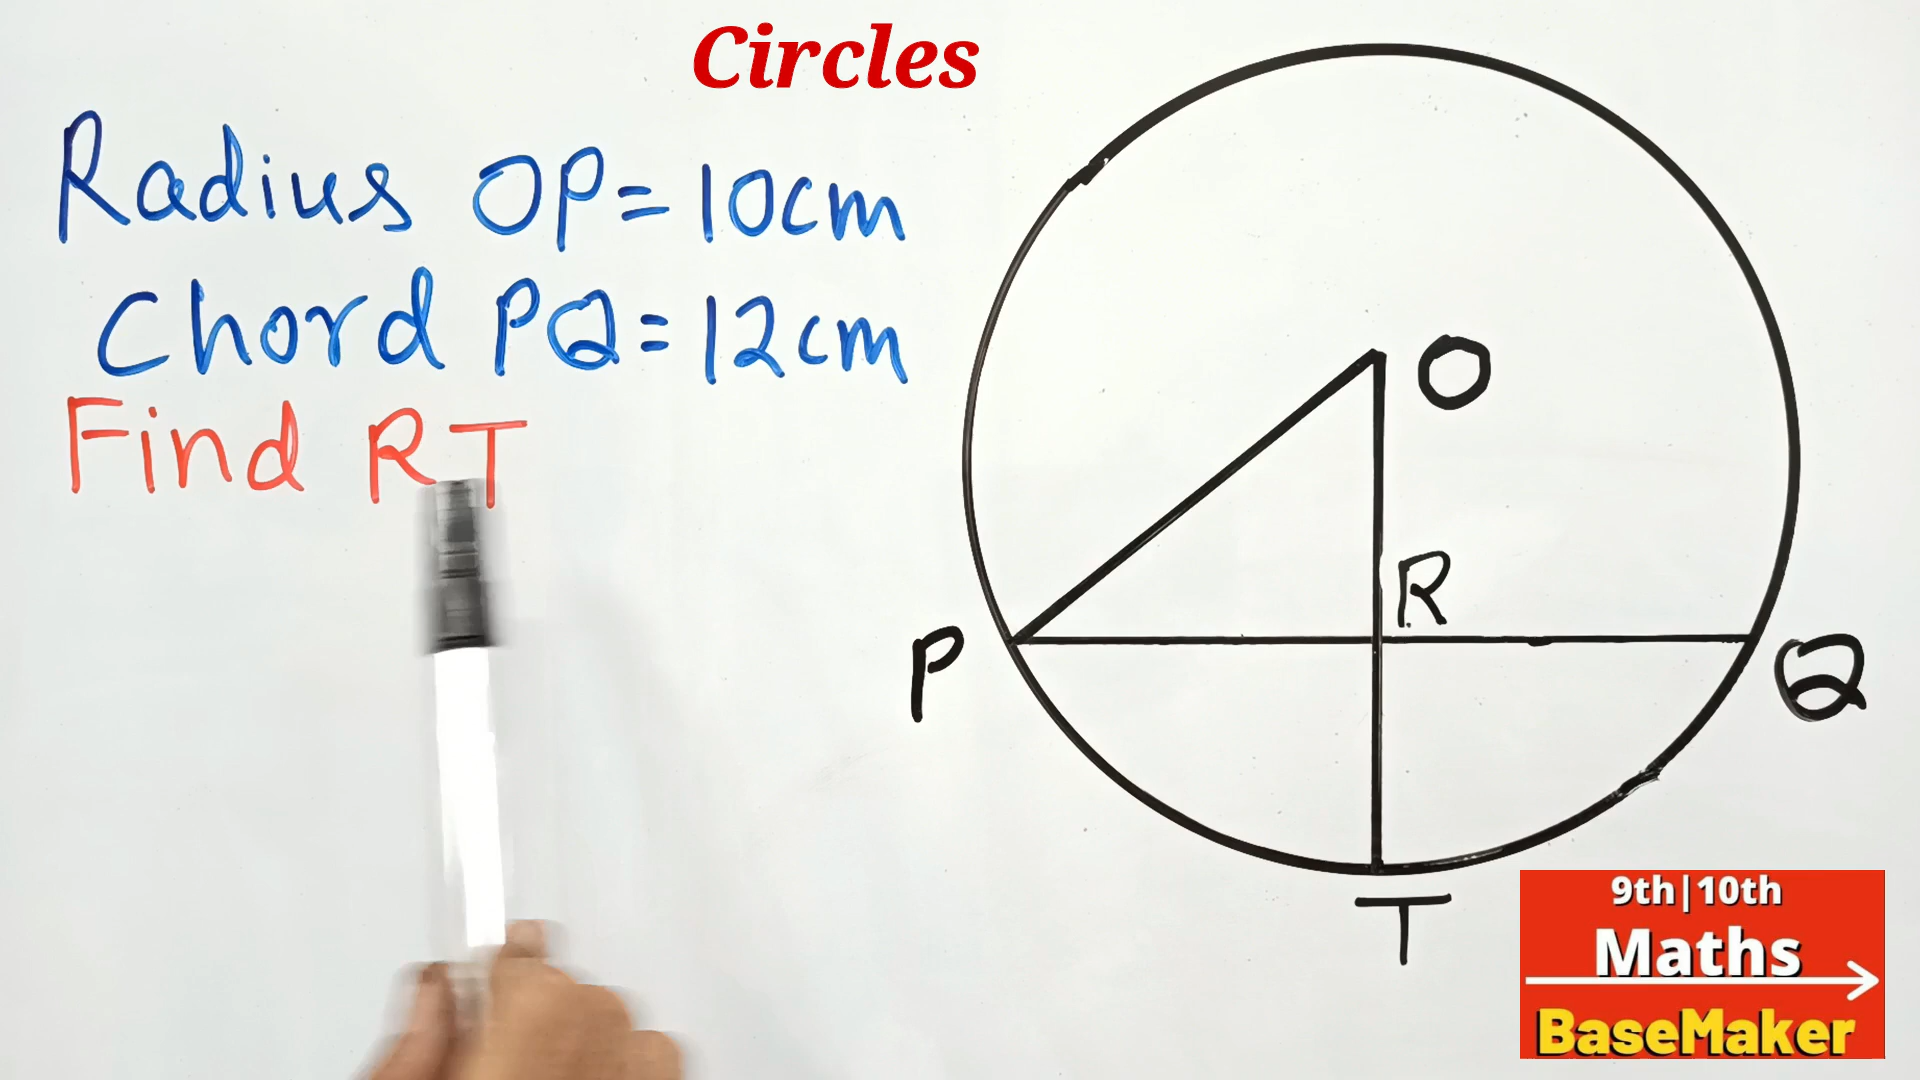 Circles
Radius OP = 10cm
Chord PQ = 12cm
Find RT
O
R
P
Q
T
9th|10th
Maths
BaseMaker